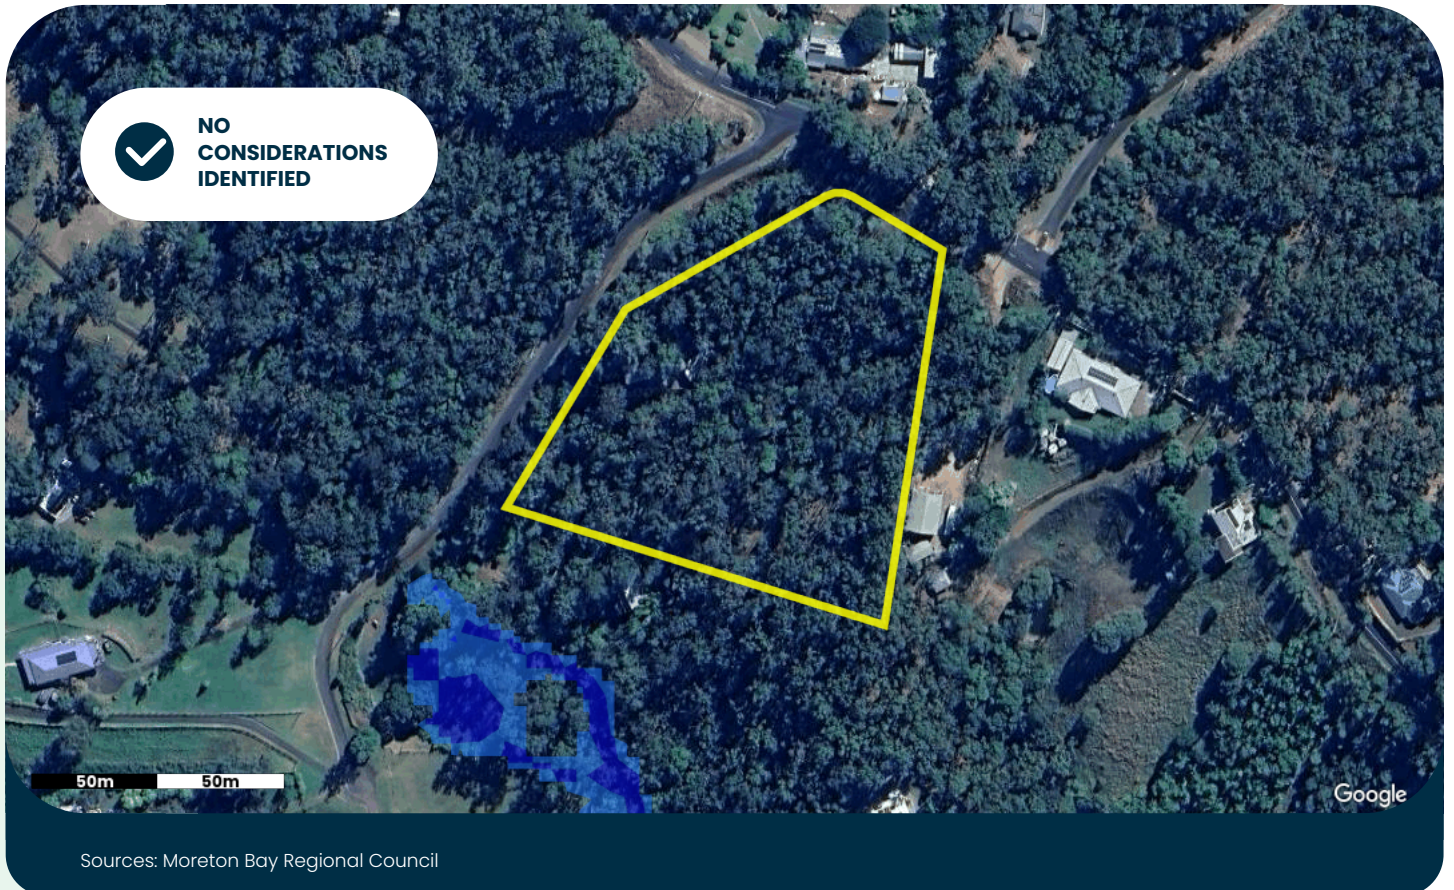 NO
CONSIDERATIONS
IDENTIFIED
50m 50m
Google
Sources: Moreton Bay Regional Council